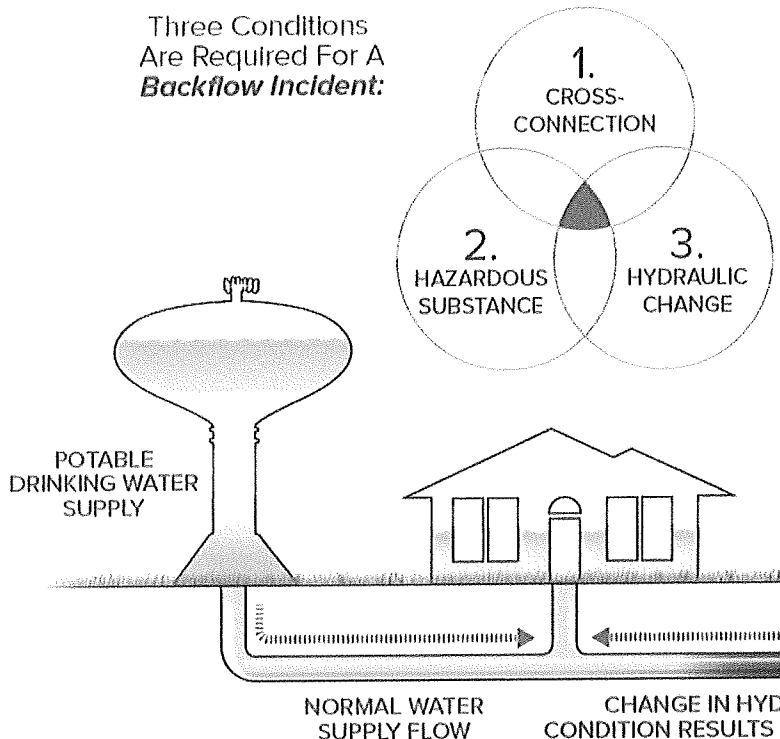 Three Conditions
Are Required For A
Backflow Incident:
1.
CROSS-
CONNECTION
2.
HAZARDOUS
SUBSTANCE
3.
HYDRAULIC
CHANGE
POTABLE
DRINKING WATER
SUPPLY
NORMAL WATER
SUPPLY FLOW
CHANGE IN HYD
CONDITION RESULTS